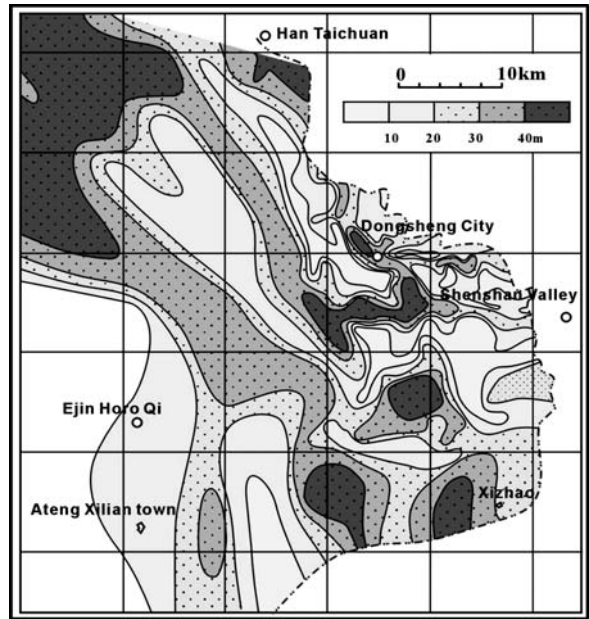 Han Taichuan
0 10km
10 20 30 40m
Dongsheng City
Shenshan Valley
Ejin Horo Qi
Xizhao
Ateng Xilian town